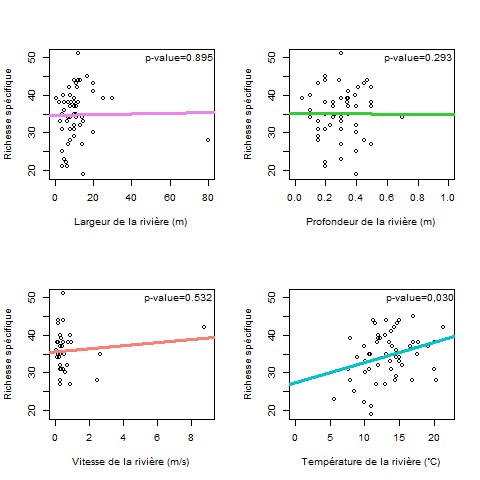 p-value=0.895
Richesse spécifique
50
40
30
20
0 20 40 60 80
Largeur de la rivière (m)
p-value=0.293
Richesse spécifique
50
40
30
20
0.0 0.2 0.4 0.6 0.8 1.0
Profondeur de la rivière (m)
p-value=0.532
Richesse spécifique
50
40
30
20
0 2 4 6 8
Vitesse de la rivière (m/s)
p-value=0,030
Richesse spécifique
50
40
30
20
0 5 10 15 20
Température de la rivière (°C)